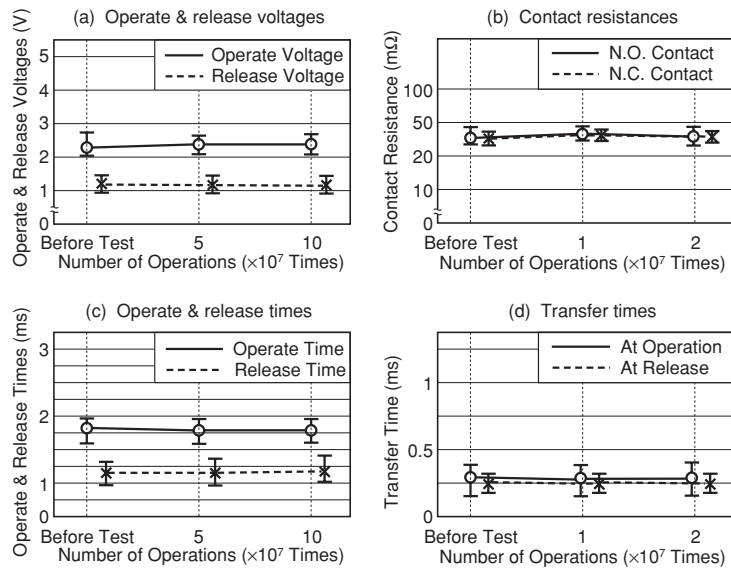 (a) Operate & release voltages
Operate & Release Voltages (V)
5
4
3
2
1
0
Operate Voltage
Release Voltage
Before Test 5 10
Number of Operations (×10⁷ Times)
(b) Contact resistances
Contact Resistance (mΩ)
100
50
20
10
0
N.O. Contact
N.C. Contact
Before Test 1 2
Number of Operations (×10⁷ Times)
(c) Operate & release times
Operate & Release Times (ms)
3
2
1
0
Operate Time
Release Time
Before Test 5 10
Number of Operations (×10⁷ Times)
(d) Transfer times
Transfer Time (ms)
1
0.5
0
At Operation
At Release
Before Test 1 2
Number of Operations (×10⁷ Times)